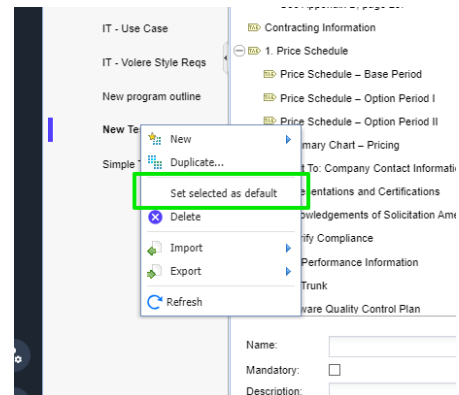 IT - Use Case
IT - Volere Style Reqs
New program outline
New Te
Simple
New
Duplicate...
Set selected as default
Delete
Import
Export
Refresh
Contracting Information
1. Price Schedule
Price Schedule – Base Period
Price Schedule – Option Period I
Price Schedule – Option Period II
mary Chart – Pricing
t To: Company Contact Informati
entations and Certifications
owledgements of Solicitation Ame
rify Compliance
Performance Information
Trunk
ware Quality Control Plan
Name:
Mandatory:
Description: